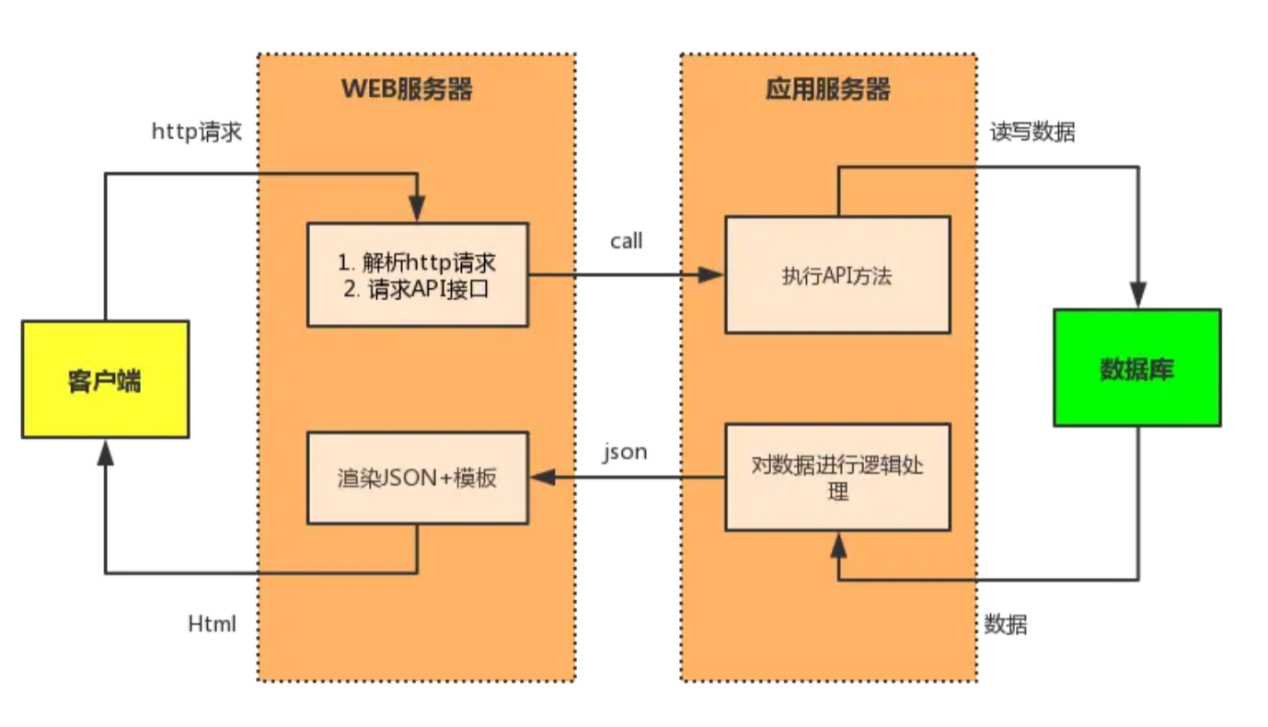 WEB服务器
应用服务器
http请求
读写数据
1. 解析http请求
2. 请求API接口
call
执行API方法
客户端
数据库
渲染JSON+模板
json
对数据进行逻辑处
理
Html
数据